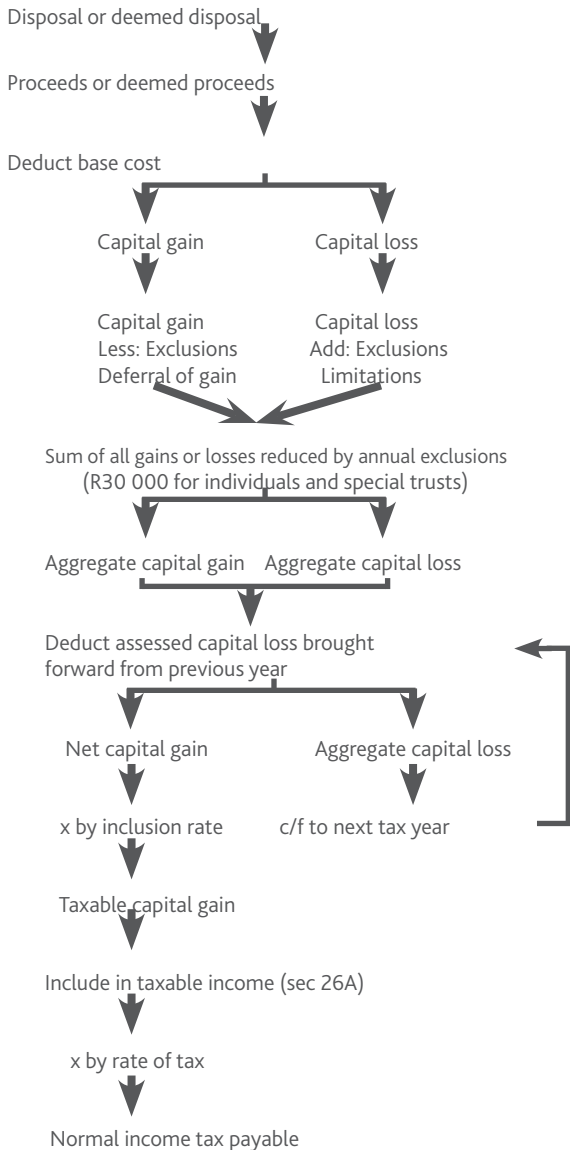 Disposal or deemed disposal
Proceeds or deemed proceeds
Deduct base cost
Capital gain
Capital loss
Capital gain
Less: Exclusions
Deferral of gain
Capital loss
Add: Exclusions
Limitations
Sum of all gains or losses reduced by annual exclusions
(R30 000 for individuals and special trusts)
Aggregate capital gain
Aggregate capital loss
Deduct assessed capital loss brought
forward from previous year
Net capital gain
Aggregate capital loss
x by inclusion rate
c/f to next tax year
Taxable capital gain
Include in taxable income (sec 26A)
x by rate of tax
Normal income tax payable